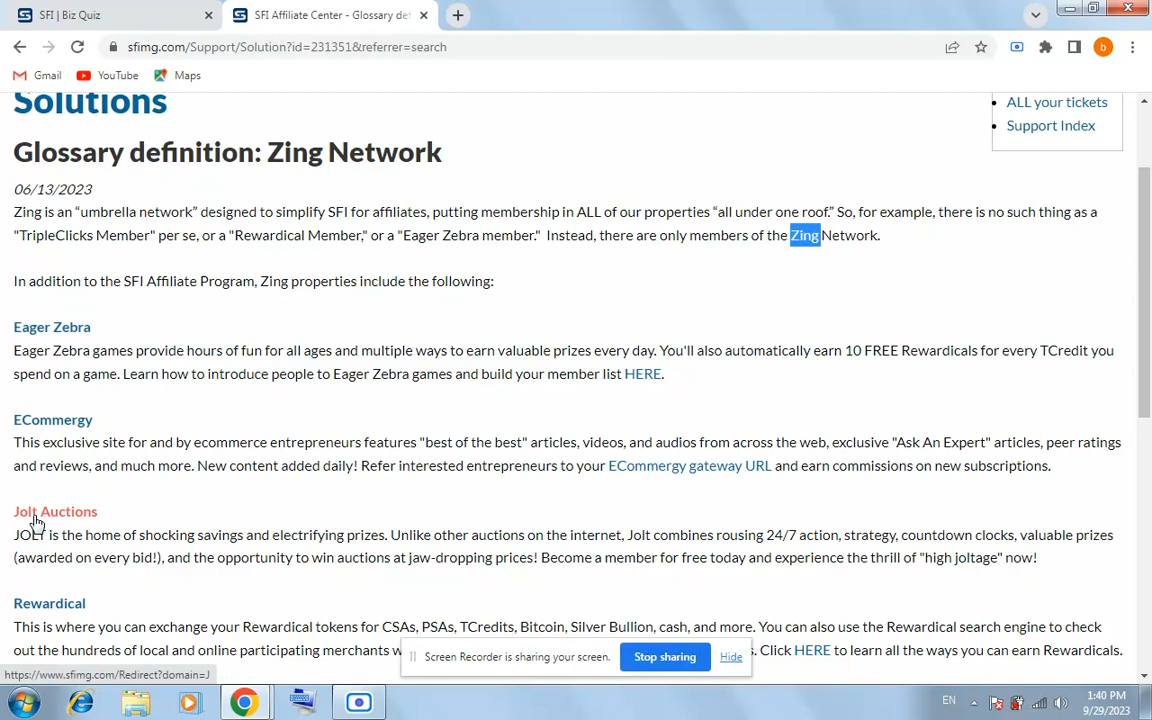 SFI | Biz Quiz
SFI Affiliate Center - Glossary def
sfimg.com/Support/Solution?id=231351&referrer=search
b
Gmail
YouTube
Maps
Solutions
ALL your tickets
Support Index
Glossary definition: Zing Network
06/13/2023
Zing is an “umbrella network” designed to simplify SFI for affiliates, putting membership in ALL of our properties “all under one roof.” So, for example, there is no such thing as a
"TripleClicks Member" per se, or a "Rewardical Member," or a "Eager Zebra member." Instead, there are only members of the Zing Network.
In addition to the SFI Affiliate Program, Zing properties include the following:
Eager Zebra
Eager Zebra games provide hours of fun for all ages and multiple ways to earn valuable prizes every day. You'll also automatically earn 10 FREE Rewardicals for every TCredit you
spend on a game. Learn how to introduce people to Eager Zebra games and build your member list HERE.
ECommergy
This exclusive site for and by ecommerce entrepreneurs features "best of the best" articles, videos, and audios from across the web, exclusive "Ask An Expert" articles, peer ratings
and reviews, and much more. New content added daily! Refer interested entrepreneurs to your ECommergy gateway URL and earn commissions on new subscriptions.
Jolt Auctions
JOLT is the home of shocking savings and electrifying prizes. Unlike other auctions on the internet, Jolt combines rousing 24/7 action, strategy, countdown clocks, valuable prizes
(awarded on every bid!), and the opportunity to win auctions at jaw-dropping prices! Become a member for free today and experience the thrill of "high joltage" now!
Rewardical
This is where you can exchange your Rewardical tokens for CSAs, PSAs, TCredits, Bitcoin, Silver Bullion, cash, and more. You can also use the Rewardical search engine to check
out the hundreds of local and online participating merchants w s. Click HERE to learn all the ways you can earn Rewardicals.
Screen Recorder is sharing your screen.
Stop sharing
Hide
https://www.sfimg.com/Redirect?domain=J
EN
1:40 PM
9/29/2023